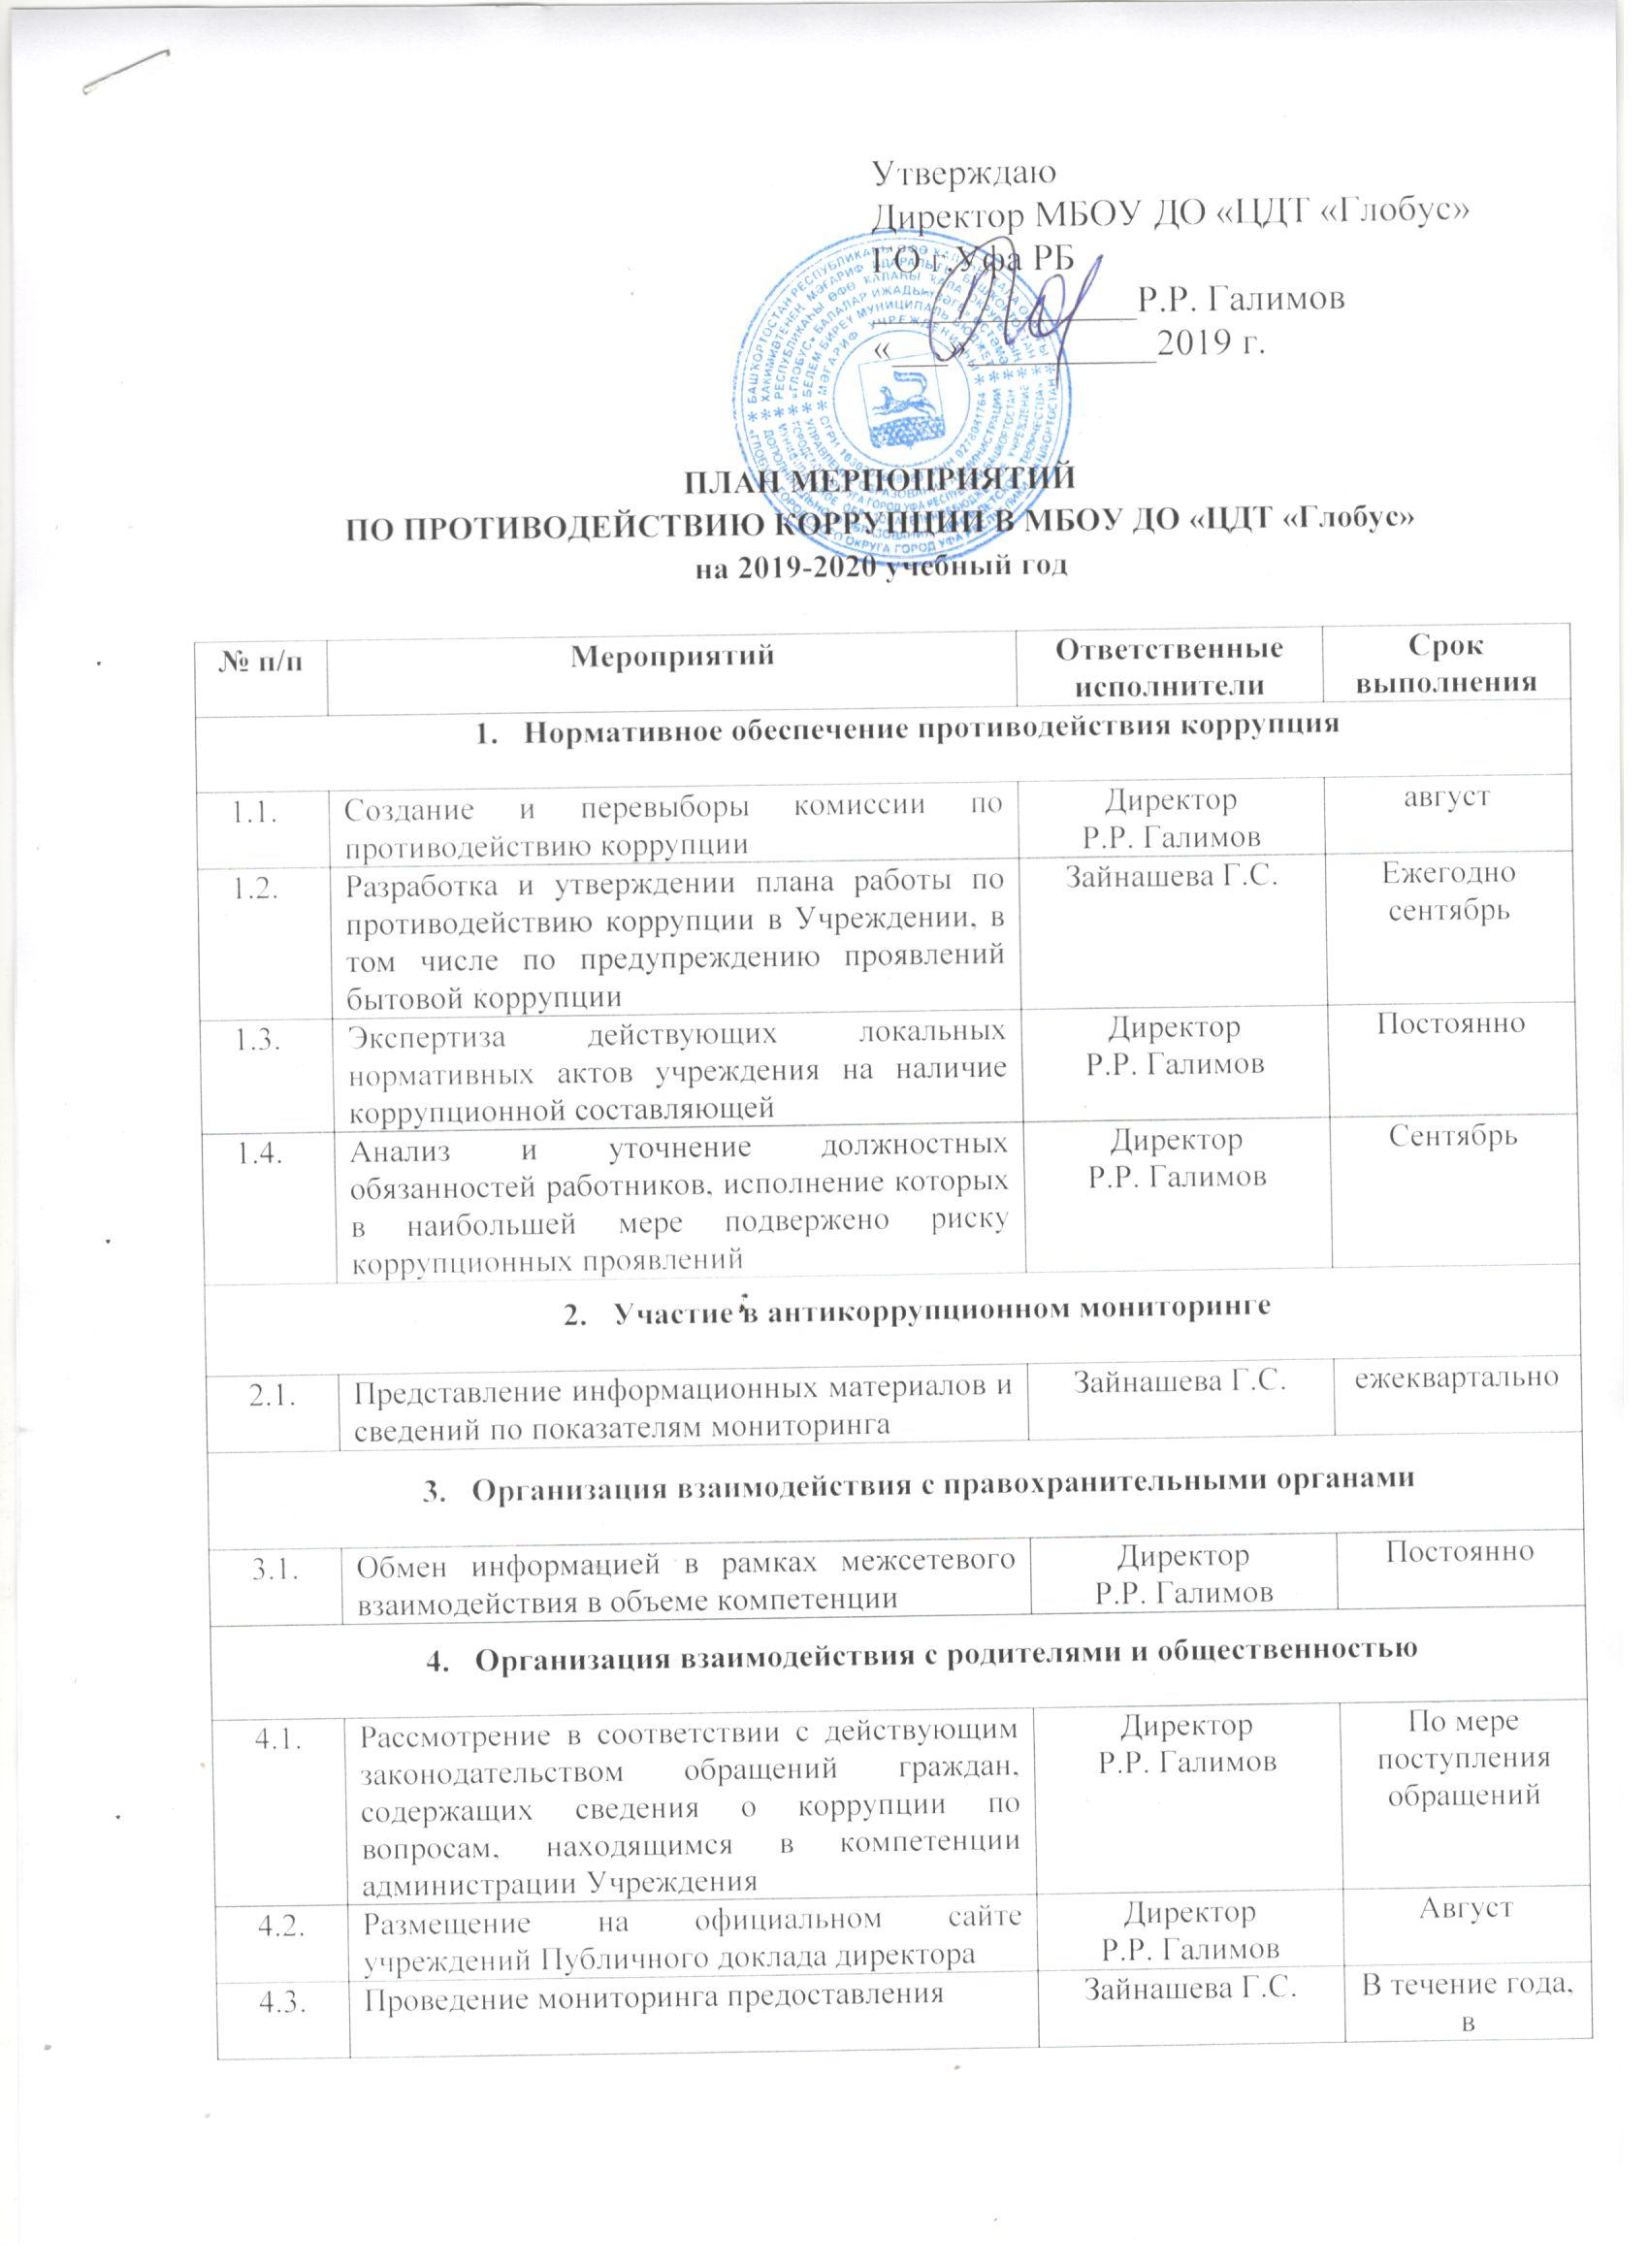 Утверждаю
Директор МБОУ ДО «ЦДТ «Глобус»
ГО г.Уфа РБ
Р.Р. Галимов
«___»__________2019 г.
ПЛАН МЕРПОПРИЯТИЙ
ПО ПРОТИВОДЕЙСТВИЮ КОРРУПЦИИ В МБОУ ДО «ЦДТ «Глобус»
на 2019-2020 учебный год
№ п/п
Мероприятий
Ответственные
исполнители
Срок
выполнения
1. Нормативное обеспечение противодействия коррупция
1.1.
Создание и перевыборы комиссии по
противодействию коррупции
Директор
Р.Р. Галимов
август
1.2.
Разработка и утверждении плана работы по
противодействию коррупции в Учреждении, в
том числе по предупреждению проявлений
бытовой коррупции
Зайнашева Г.С.
Ежегодно
сентябрь
1.3.
Экспертиза действующих локальных
нормативных актов учреждения на наличие
коррупционной составляющей
Директор
Р.Р. Галимов
Постоянно
1.4.
Анализ и уточнение должностных
обязанностей работников, исполнение которых
в наибольшей мере подвержено риску
коррупционных проявлений
Директор
Р.Р. Галимов
Сентябрь
2. Участие в антикоррупционном мониторинге
2.1.
Представление информационных материалов и
сведений по показателям мониторинга
Зайнашева Г.С.
ежеквартально
3. Организация взаимодействия с правохранительными органами
3.1.
Обмен информацией в рамках межсетевого
взаимодействия в объеме компетенции
Директор
Р.Р. Галимов
Постоянно
4. Организация взаимодействия с родителями и общественностью
4.1.
Рассмотрение в соответствии с действующим
законодательством обращений граждан,
содержащих сведения о коррупции по
вопросам, находящимся в компетенции
администрации Учреждения
Директор
Р.Р. Галимов
По мере
поступления
обращений
4.2.
Размещение на официальном сайте
учреждений Публичного доклада директора
Директор
Р.Р. Галимов
Август
4.3.
Проведение мониторинга предоставления
Зайнашева Г.С.
В течение года,
в